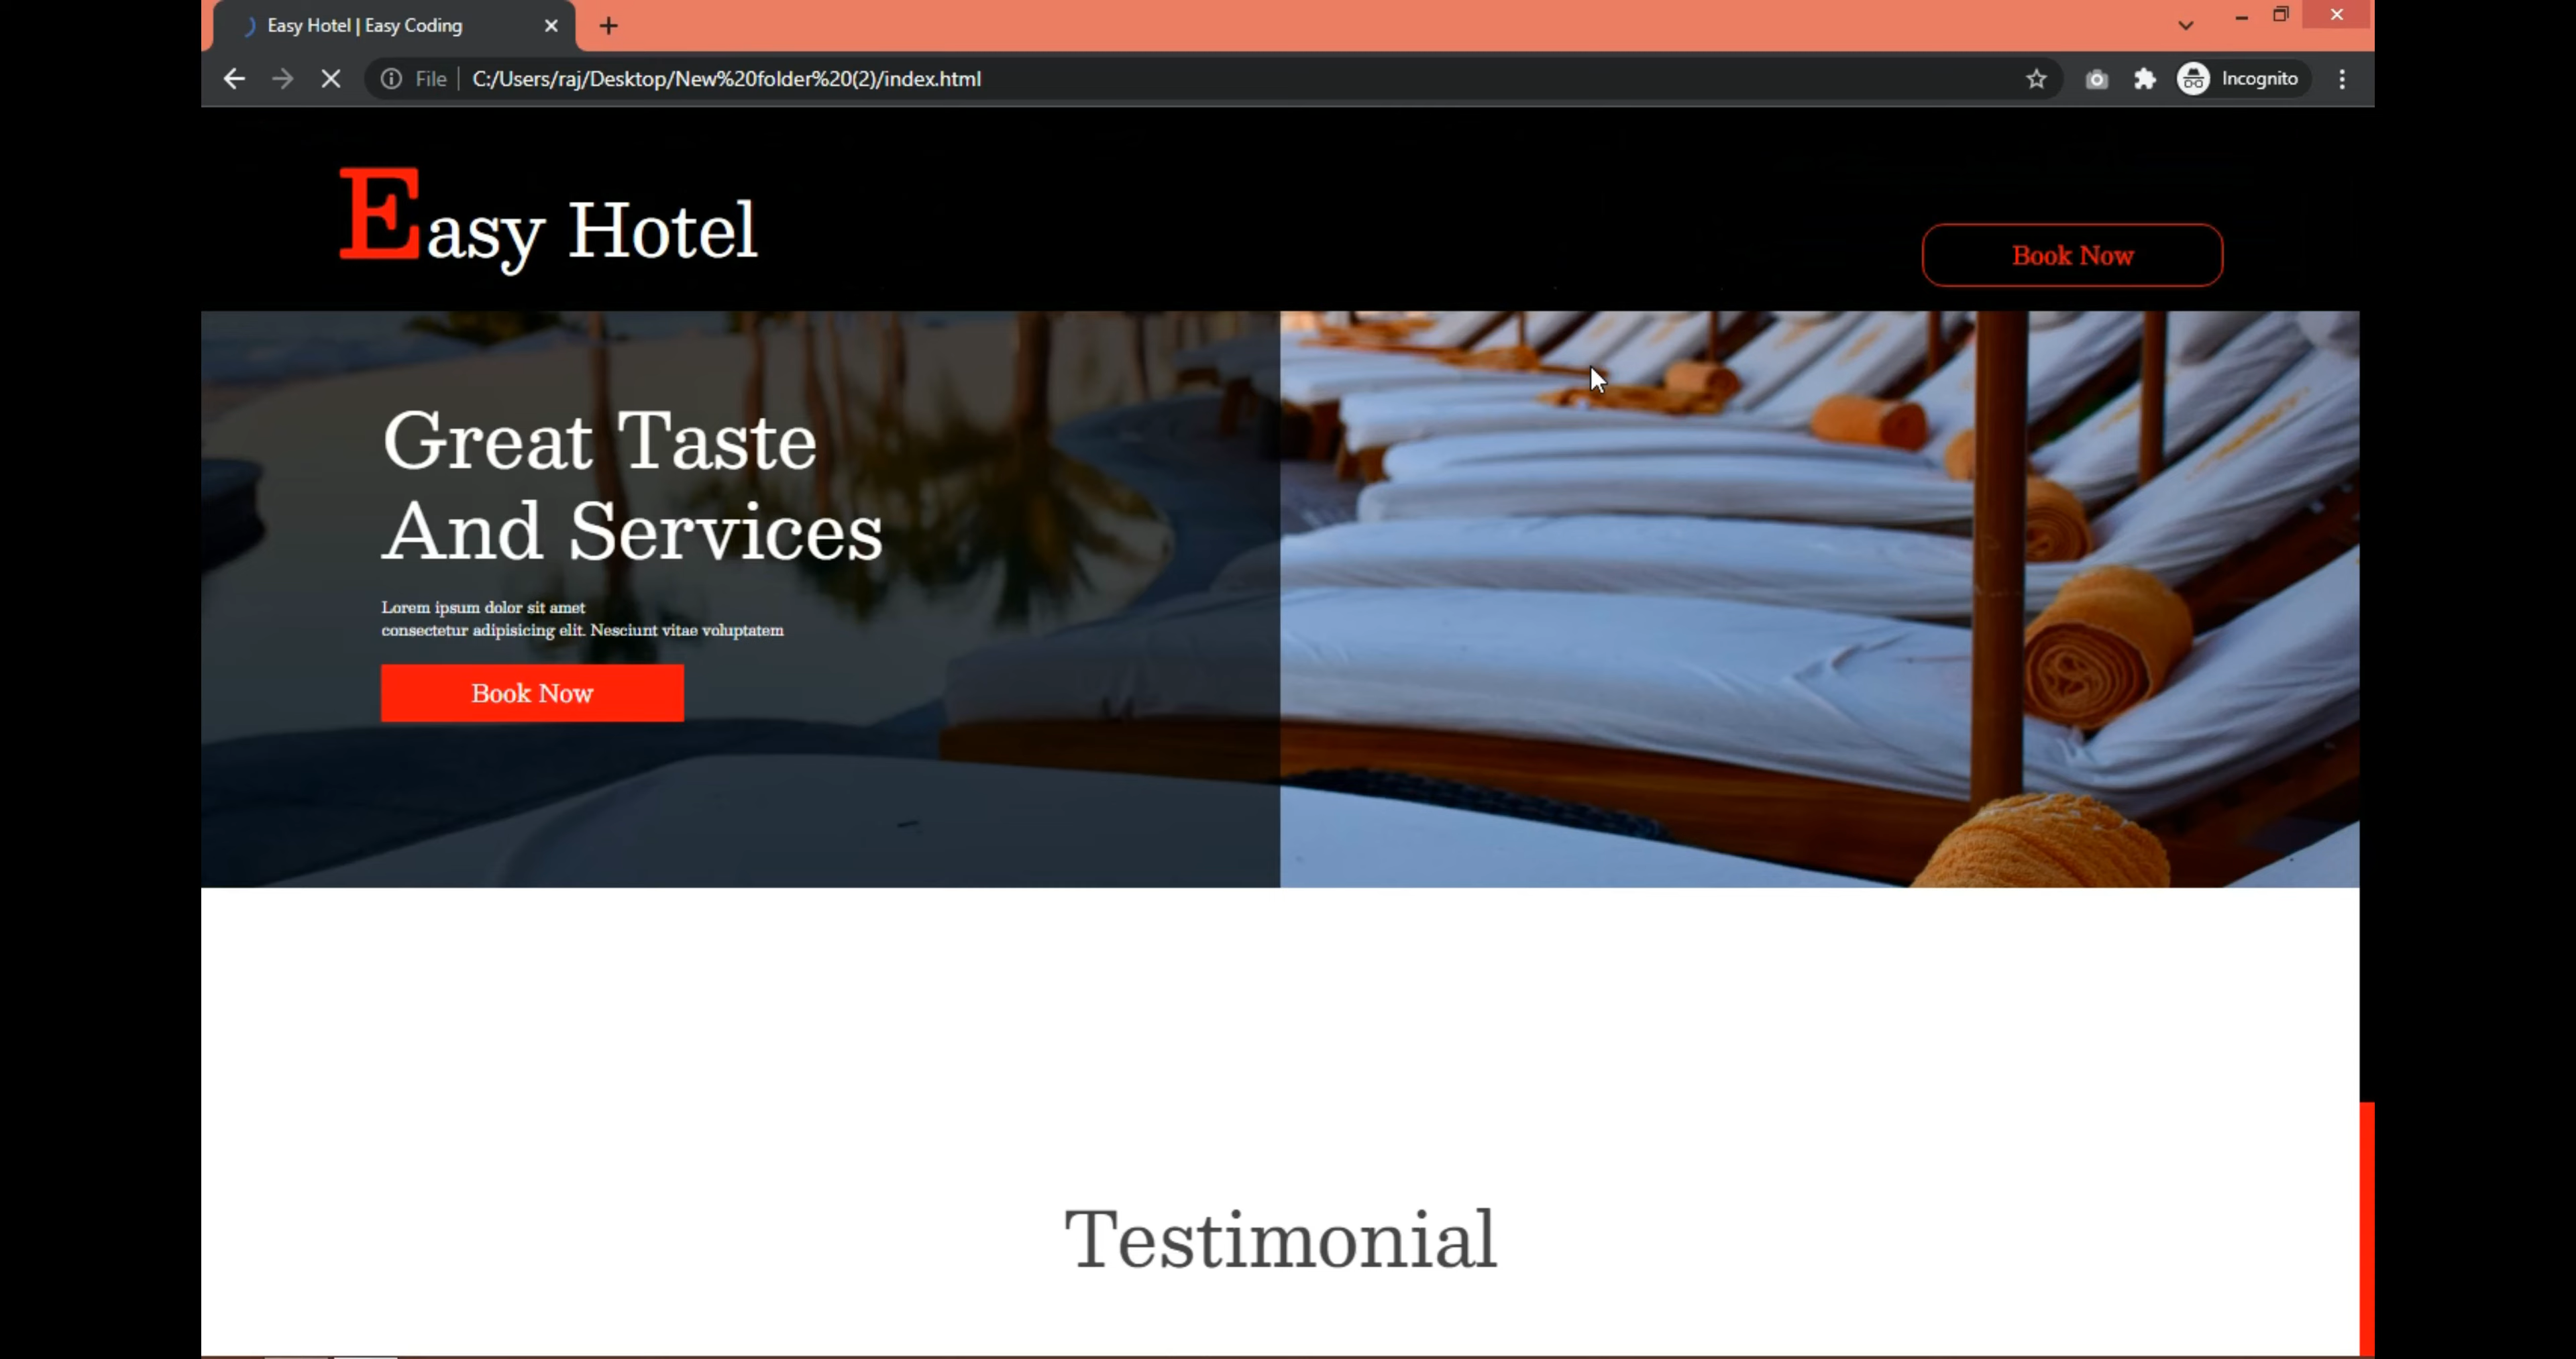 Easy Hotel | Easy Coding
File
C:/Users/raj/Desktop/New%20folder%20(2)/index.html
Incognito
Easy Hotel
Book Now
Great Taste
And Services
Lorem ipsum dolor sit amet
consectetur adipisicing elit. Nesciunt vitae voluptatem
Book Now
Testimonial